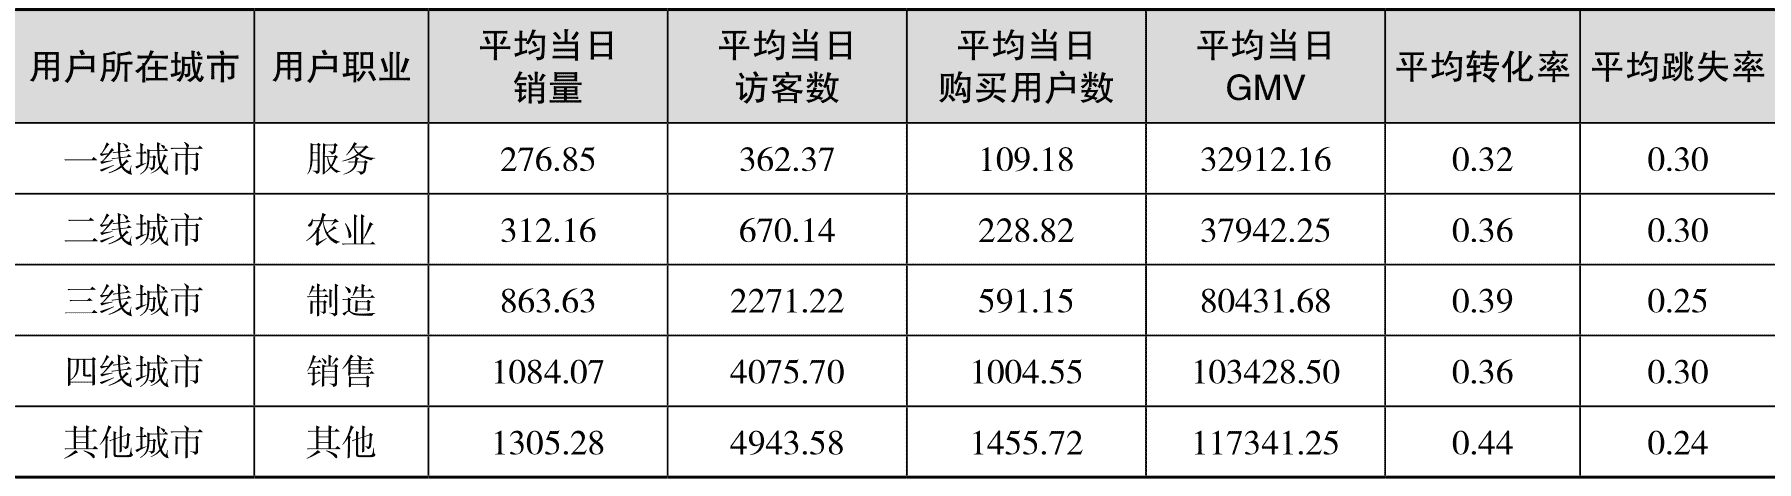 用户所在城市 用户职业 平均当日销量 平均当日访客数 平均当日购买用户数 平均当日GMV 平均转化率 平均跳失率
一线城市 服务 276.85 362.37 109.18 32912.16 0.32 0.30
二线城市 农业 312.16 670.14 228.82 37942.25 0.36 0.30
三线城市 制造 863.63 2271.22 591.15 80431.68 0.39 0.25
四线城市 销售 1084.07 4075.70 1004.55 103428.50 0.36 0.30
其他城市 其他 1305.28 4943.58 1455.72 117341.25 0.44 0.24